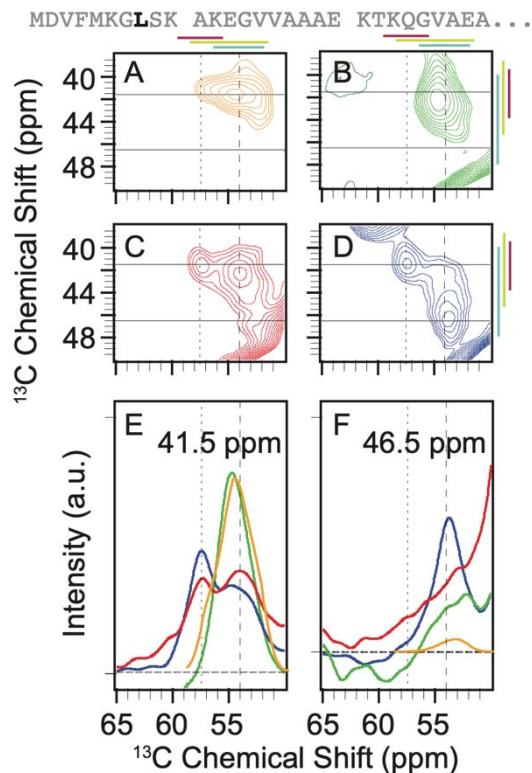 MDVFMKGLSK AKEGVVAAAE KTKQGVAEA...
A
B
40
44
48
C
D
40
44
48
13C Chemical Shift (ppm)
E
41.5 ppm
F
46.5 ppm
Intensity (a.u.)
65 60 55
65 60 55
13C Chemical Shift (ppm)